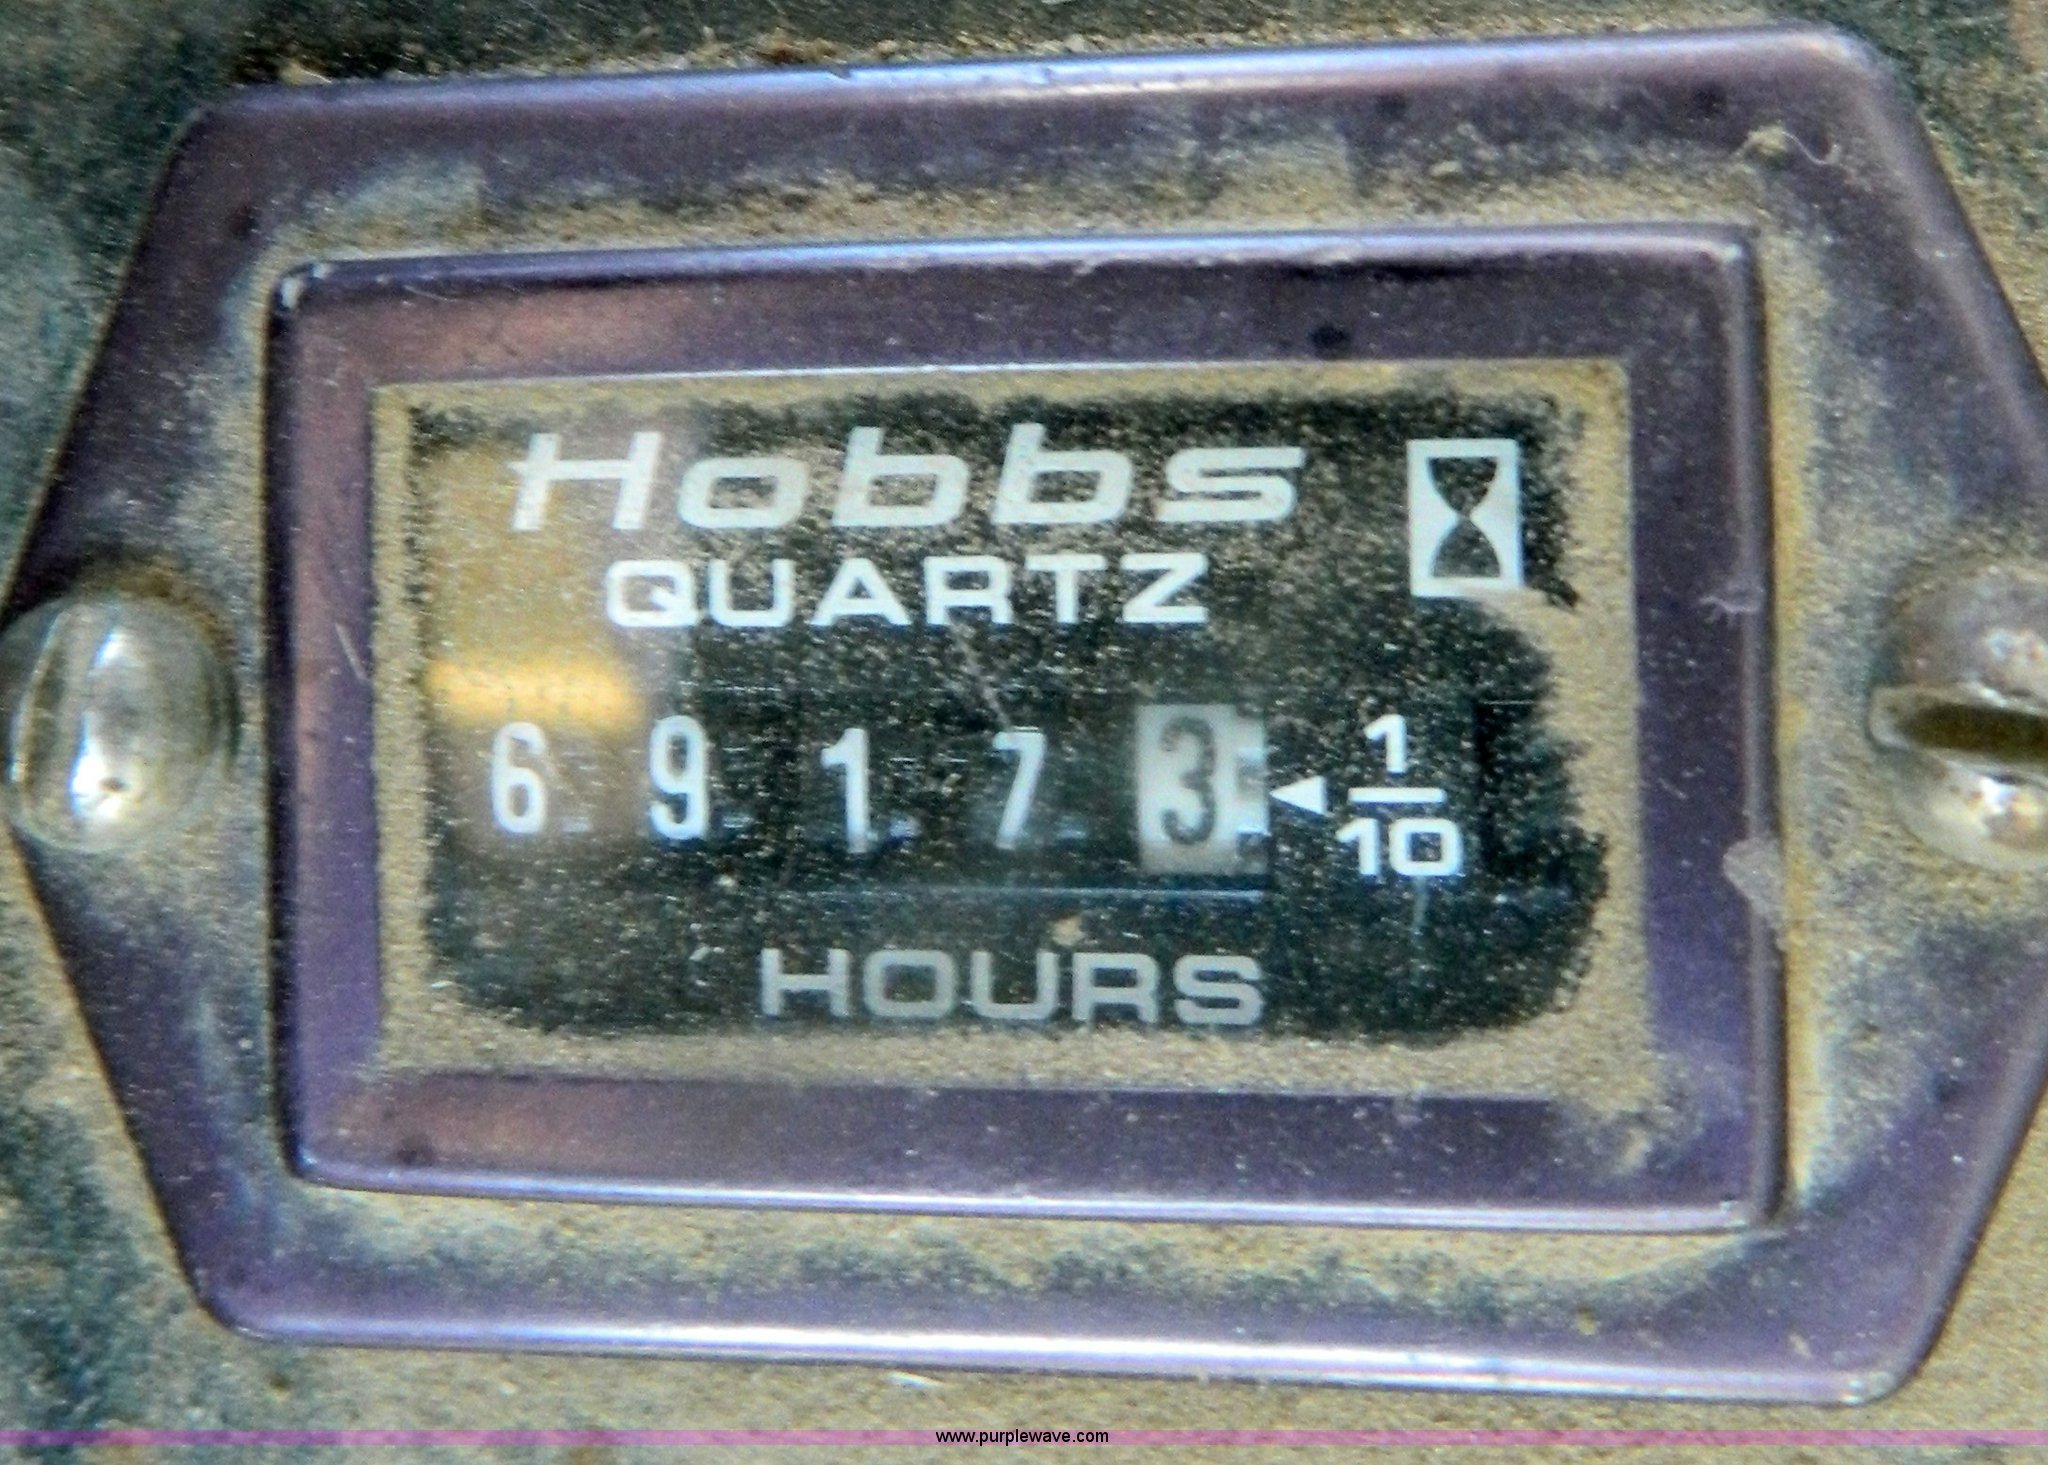 Hobbs
QUARTZ
6 9 1 7 3 1/10
HOURS
www.purplewave.com